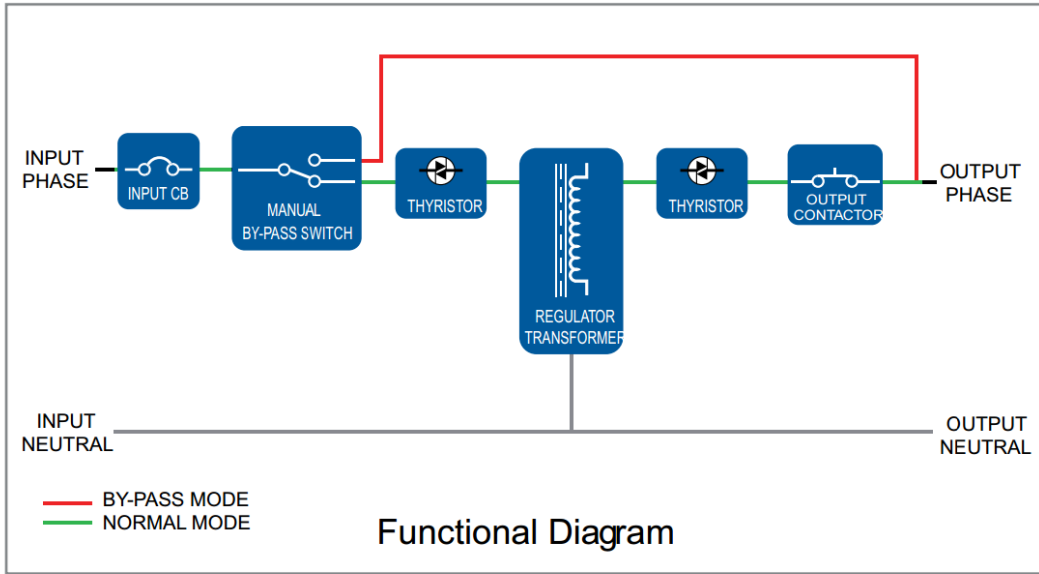 INPUT
PHASE
INPUT CB
MANUAL
BY-PASS SWITCH
THYRISTOR
REGULATOR
TRANSFORMER
THYRISTOR
OUTPUT
CONTACTOR
OUTPUT
PHASE
INPUT
NEUTRAL
OUTPUT
NEUTRAL
BY-PASS MODE
NORMAL MODE
Functional Diagram